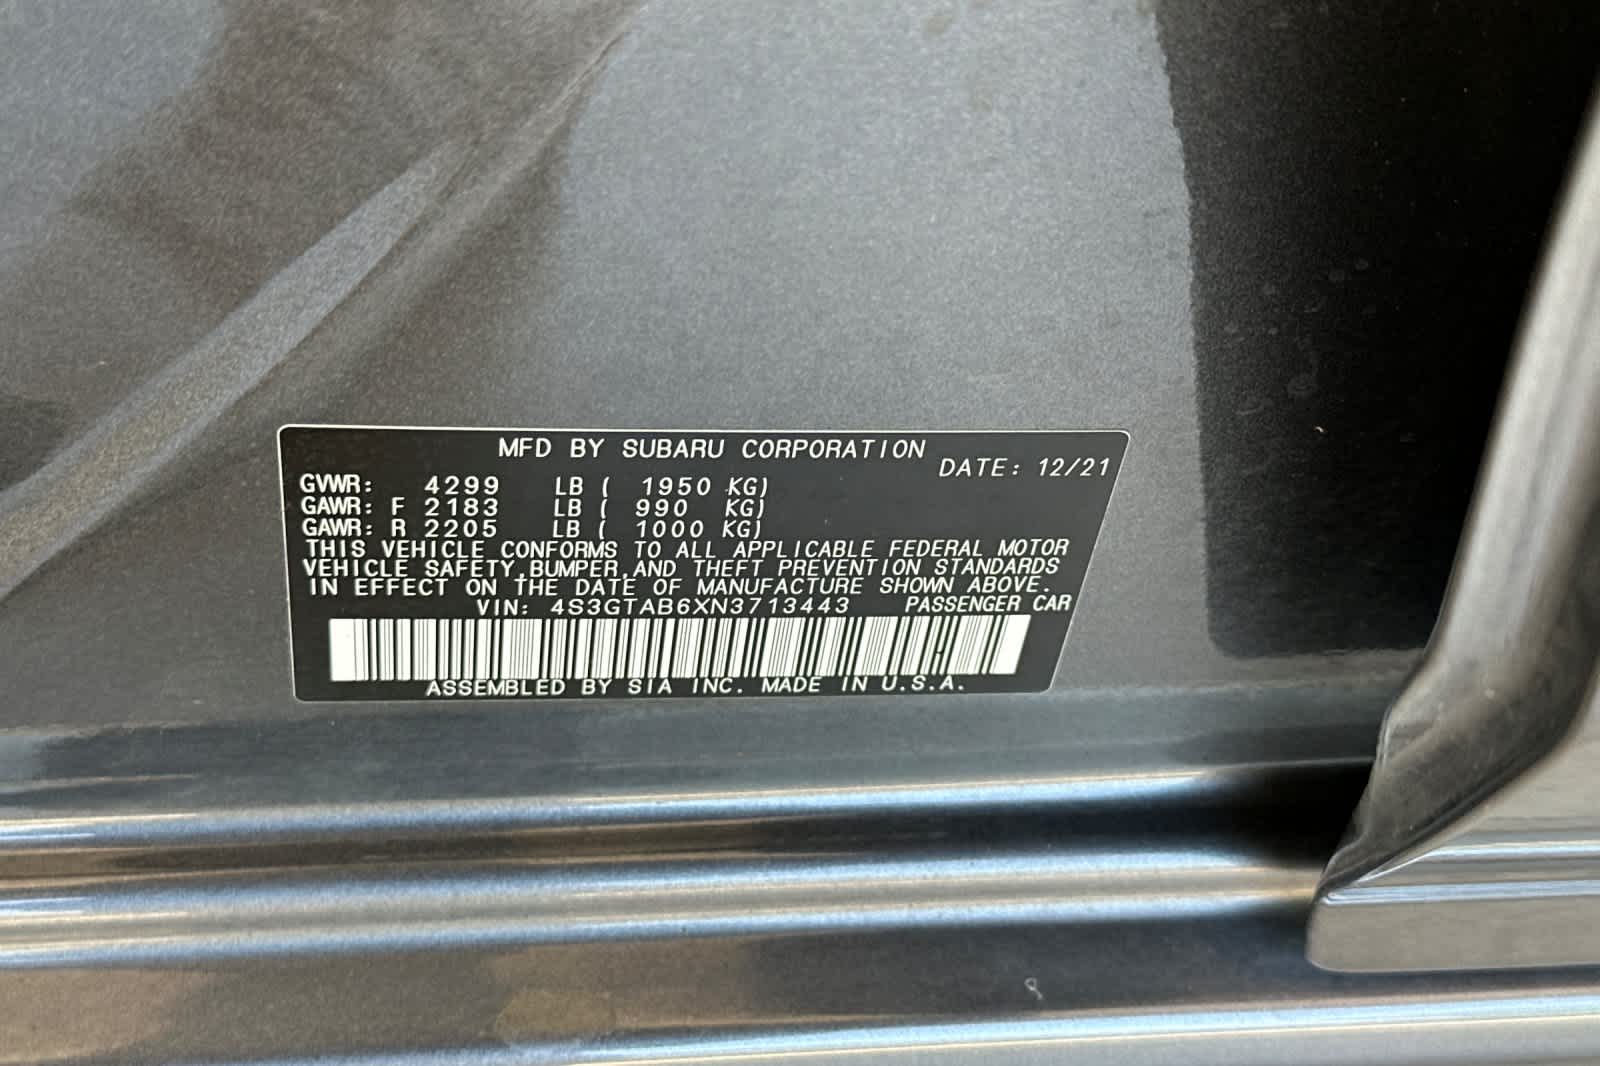 MFD BY SUBARU CORPORATION
DATE: 12/21
GVWR: 4299 LB ( 1950 KG)
GAWR: F 2183 LB ( 990 KG)
GAWR: R 2205 LB ( 1000 KG)
THIS VEHICLE CONFORMS TO ALL APPLICABLE FEDERAL MOTOR
VEHICLE SAFETY,BUMPER,AND THEFT PREVENTION STANDARDS
IN EFFECT ON THE DATE OF MANUFACTURE SHOWN ABOVE.
VIN: 4S3GTAB6XN3713443 PASSENGER CAR
ASSEMBLED BY SIA INC. MADE IN U.S.A.